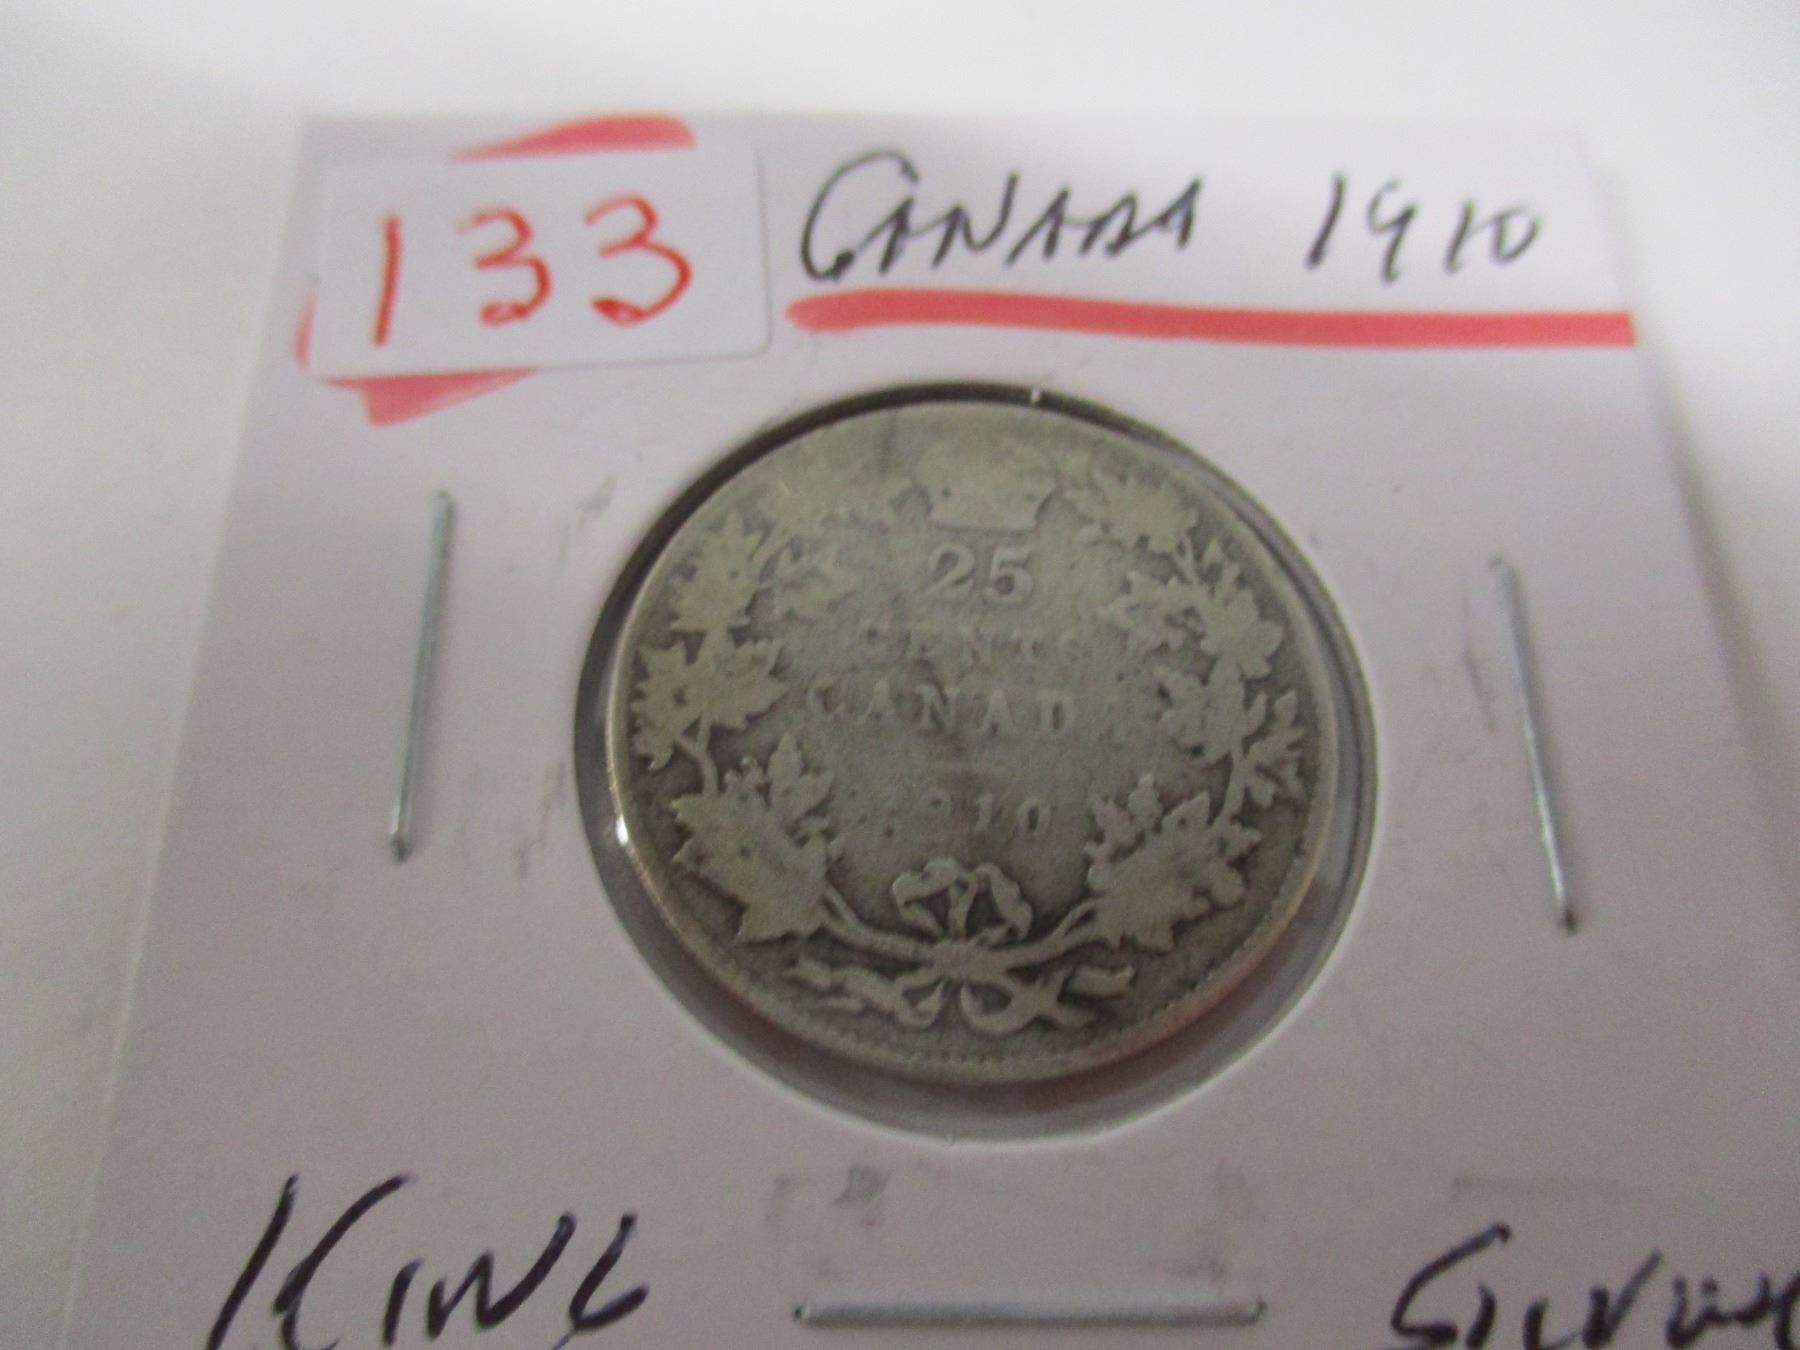 133
CANADA 1910
25
CENTS
CANADA
1910
KING
SILVER